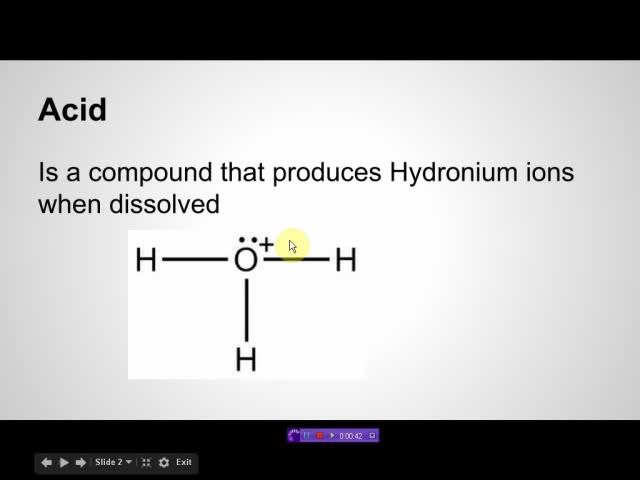 Acid
Is a compound that produces Hydronium ions
when dissolved
+
H O H
H
0:00:42
Slide 2 Exit